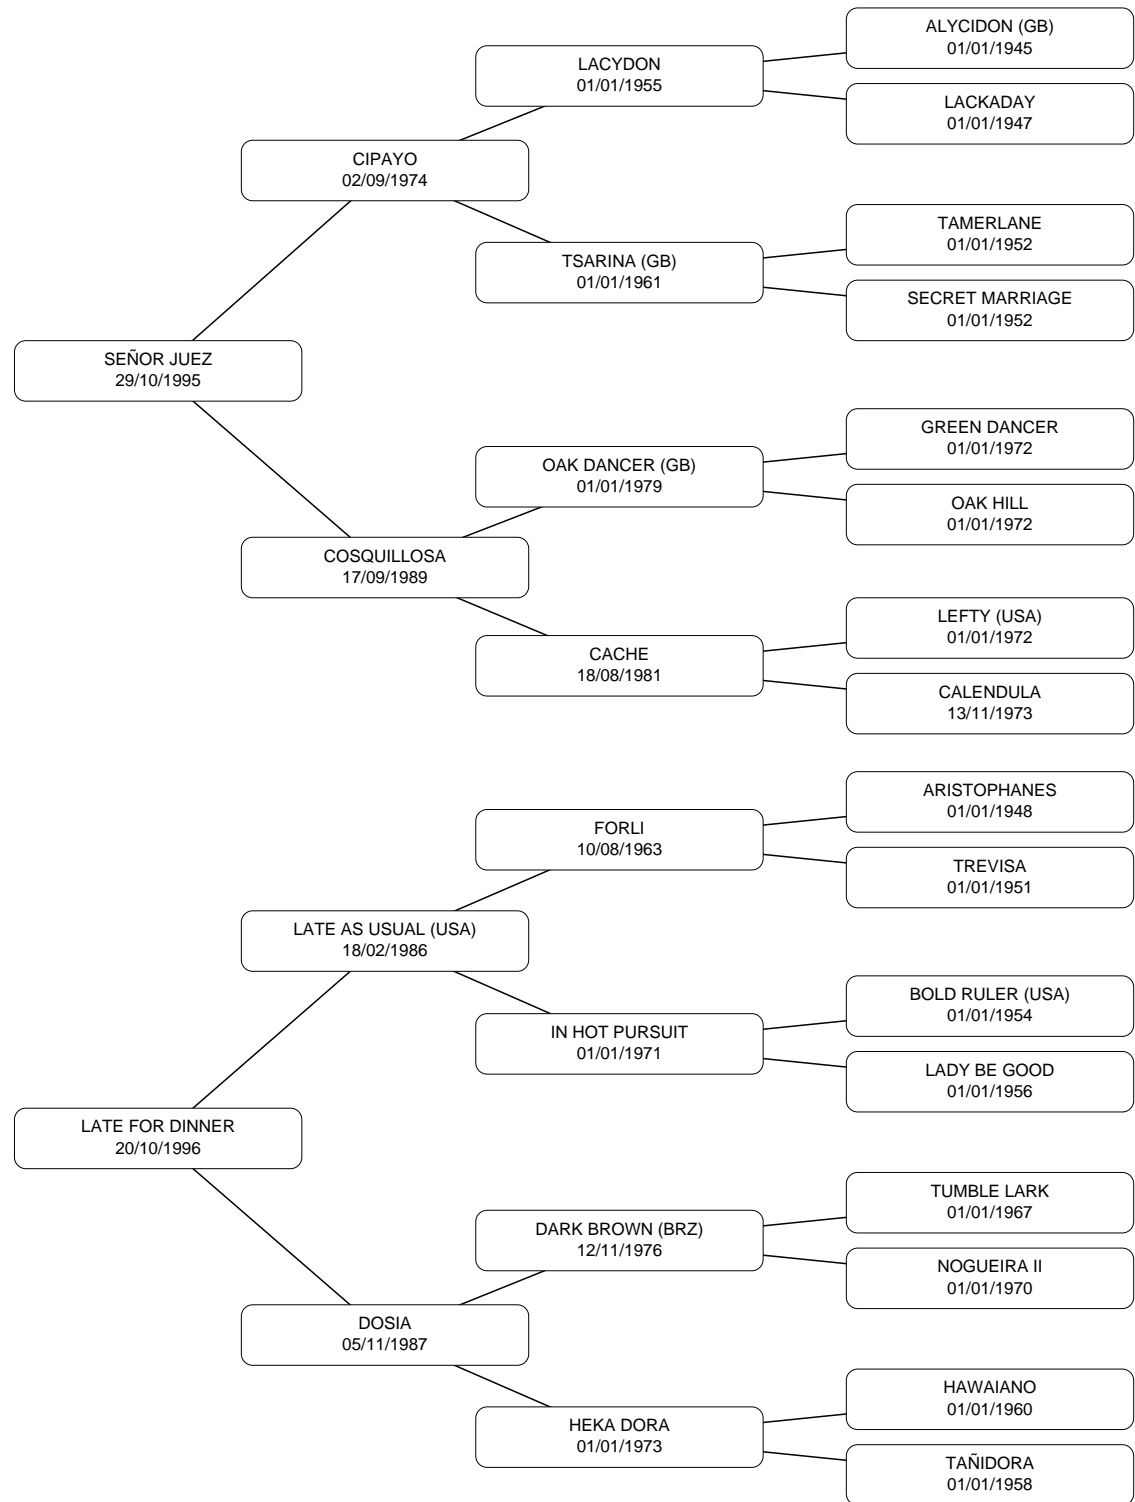 ALYCIDON (GB)
01/01/1945
LACYDON
01/01/1955
LACKADAY
01/01/1947
CIPAYO
02/09/1974
TAMERLANE
01/01/1952
TSARINA (GB)
01/01/1961
SECRET MARRIAGE
01/01/1952
SEÑOR JUEZ
29/10/1995
GREEN DANCER
01/01/1972
OAK DANCER (GB)
01/01/1979
OAK HILL
01/01/1972
COSQUILLOSA
17/09/1989
LEFTY (USA)
01/01/1972
CACHE
18/08/1981
CALENDULA
13/11/1973
ARISTOPHANES
01/01/1948
FORLI
10/08/1963
TREVISA
01/01/1951
LATE AS USUAL (USA)
18/02/1986
BOLD RULER (USA)
01/01/1954
IN HOT PURSUIT
01/01/1971
LADY BE GOOD
01/01/1956
LATE FOR DINNER
20/10/1996
TUMBLE LARK
01/01/1967
DARK BROWN (BRZ)
12/11/1976
NOGUEIRA II
01/01/1970
DOSIA
05/11/1987
HAWAIANO
01/01/1960
HEKA DORA
01/01/1973
TAÑIDORA
01/01/1958